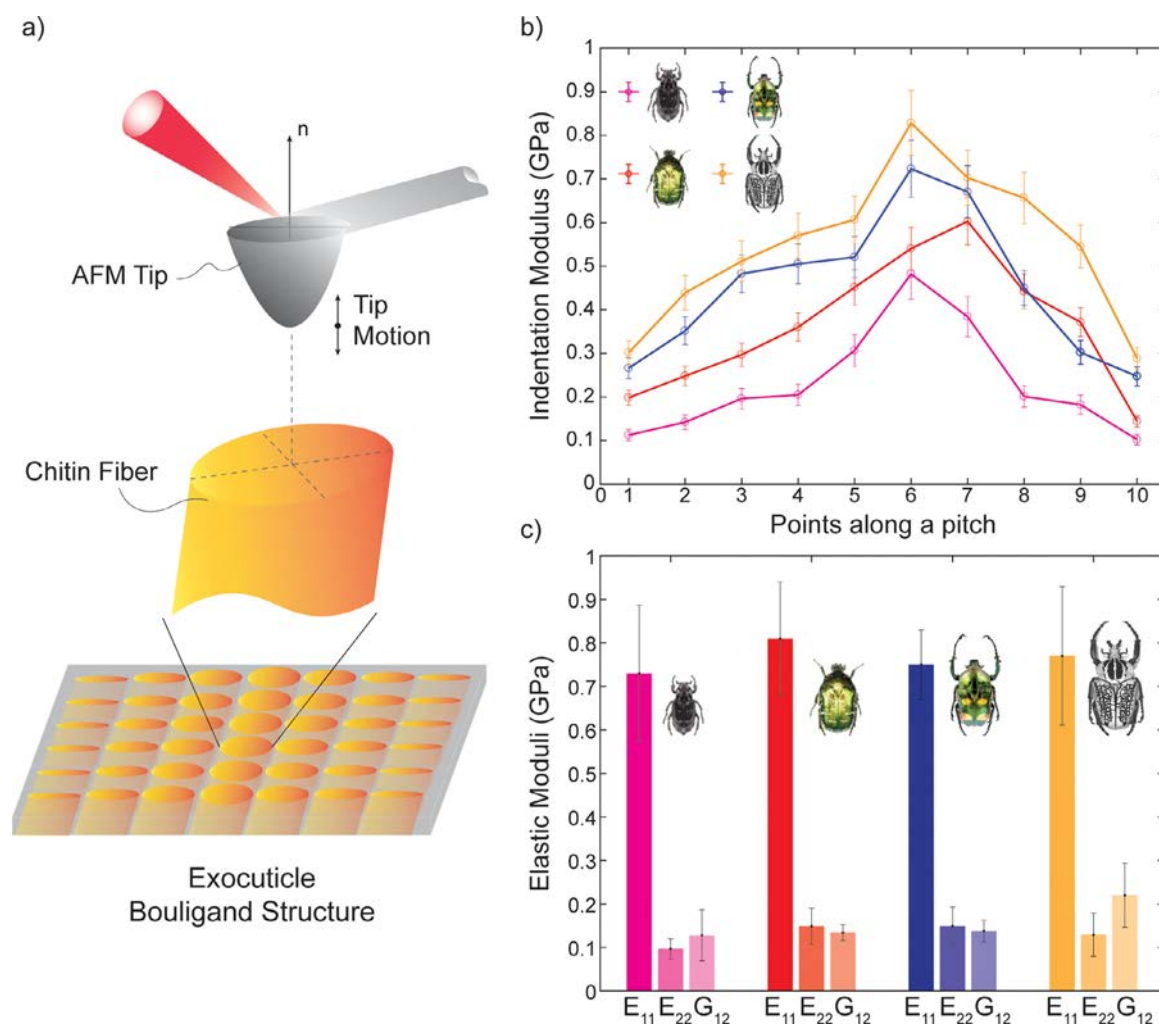 a)
n
AFM Tip
Tip
Motion
Chitin Fiber
Exocuticle
Bouligand Structure
b)
Indentation Modulus (GPa)
1
0.9
0.8
0.7
0.6
0.5
0.4
0.3
0.2
0.1
0
0 1 2 3 4 5 6 7 8 9 10
Points along a pitch
c)
Elastic Moduli (GPa)
1
0.9
0.8
0.7
0.6
0.5
0.4
0.3
0.2
0.1
0
E₁₁ E₂₂ G₁₂ E₁₁ E₂₂ G₁₂ E₁₁ E₂₂ G₁₂ E₁₁ E₂₂ G₁₂